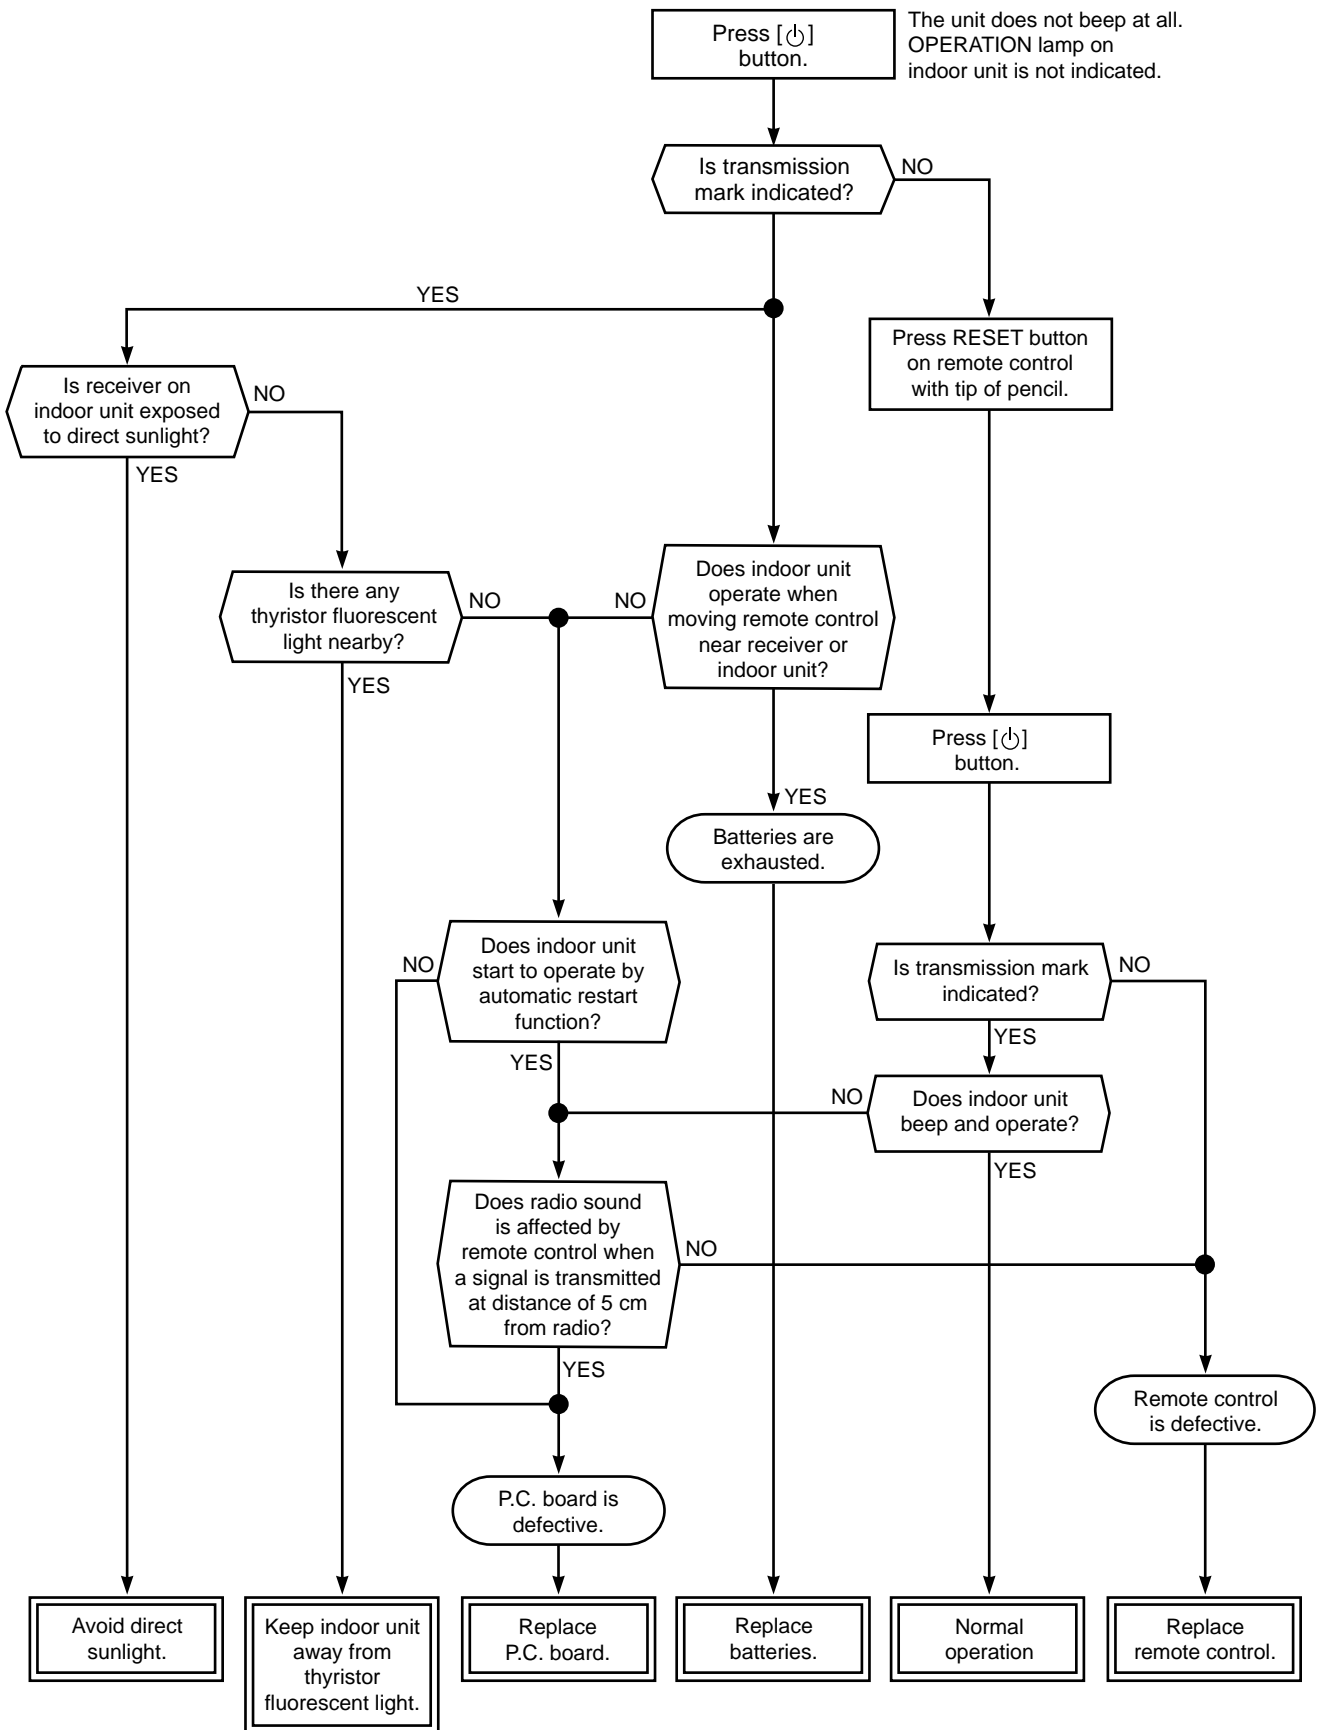 Press [⏻]
button.
The unit does not beep at all.
OPERATION lamp on
indoor unit is not indicated.
Is transmission
mark indicated?
NO
YES
Press RESET button
on remote control
with tip of pencil.
Is receiver on
indoor unit exposed
to direct sunlight?
NO
YES
Is there any
thyristor fluorescent
light nearby?
NO
YES
NO
Does indoor unit
operate when
moving remote control
near receiver or
indoor unit?
YES
Press [⏻]
button.
Batteries are
exhausted.
Does indoor unit
start to operate by
automatic restart
function?
NO
YES
Is transmission mark
indicated?
NO
YES
NO
Does indoor unit
beep and operate?
YES
Does radio sound
is affected by
remote control when
a signal is transmitted
at distance of 5 cm
from radio?
NO
YES
Remote control
is defective.
P.C. board is
defective.
Avoid direct
sunlight.
Keep indoor unit
away from
thyristor
fluorescent light.
Replace
P.C. board.
Replace
batteries.
Normal
operation
Replace
remote control.